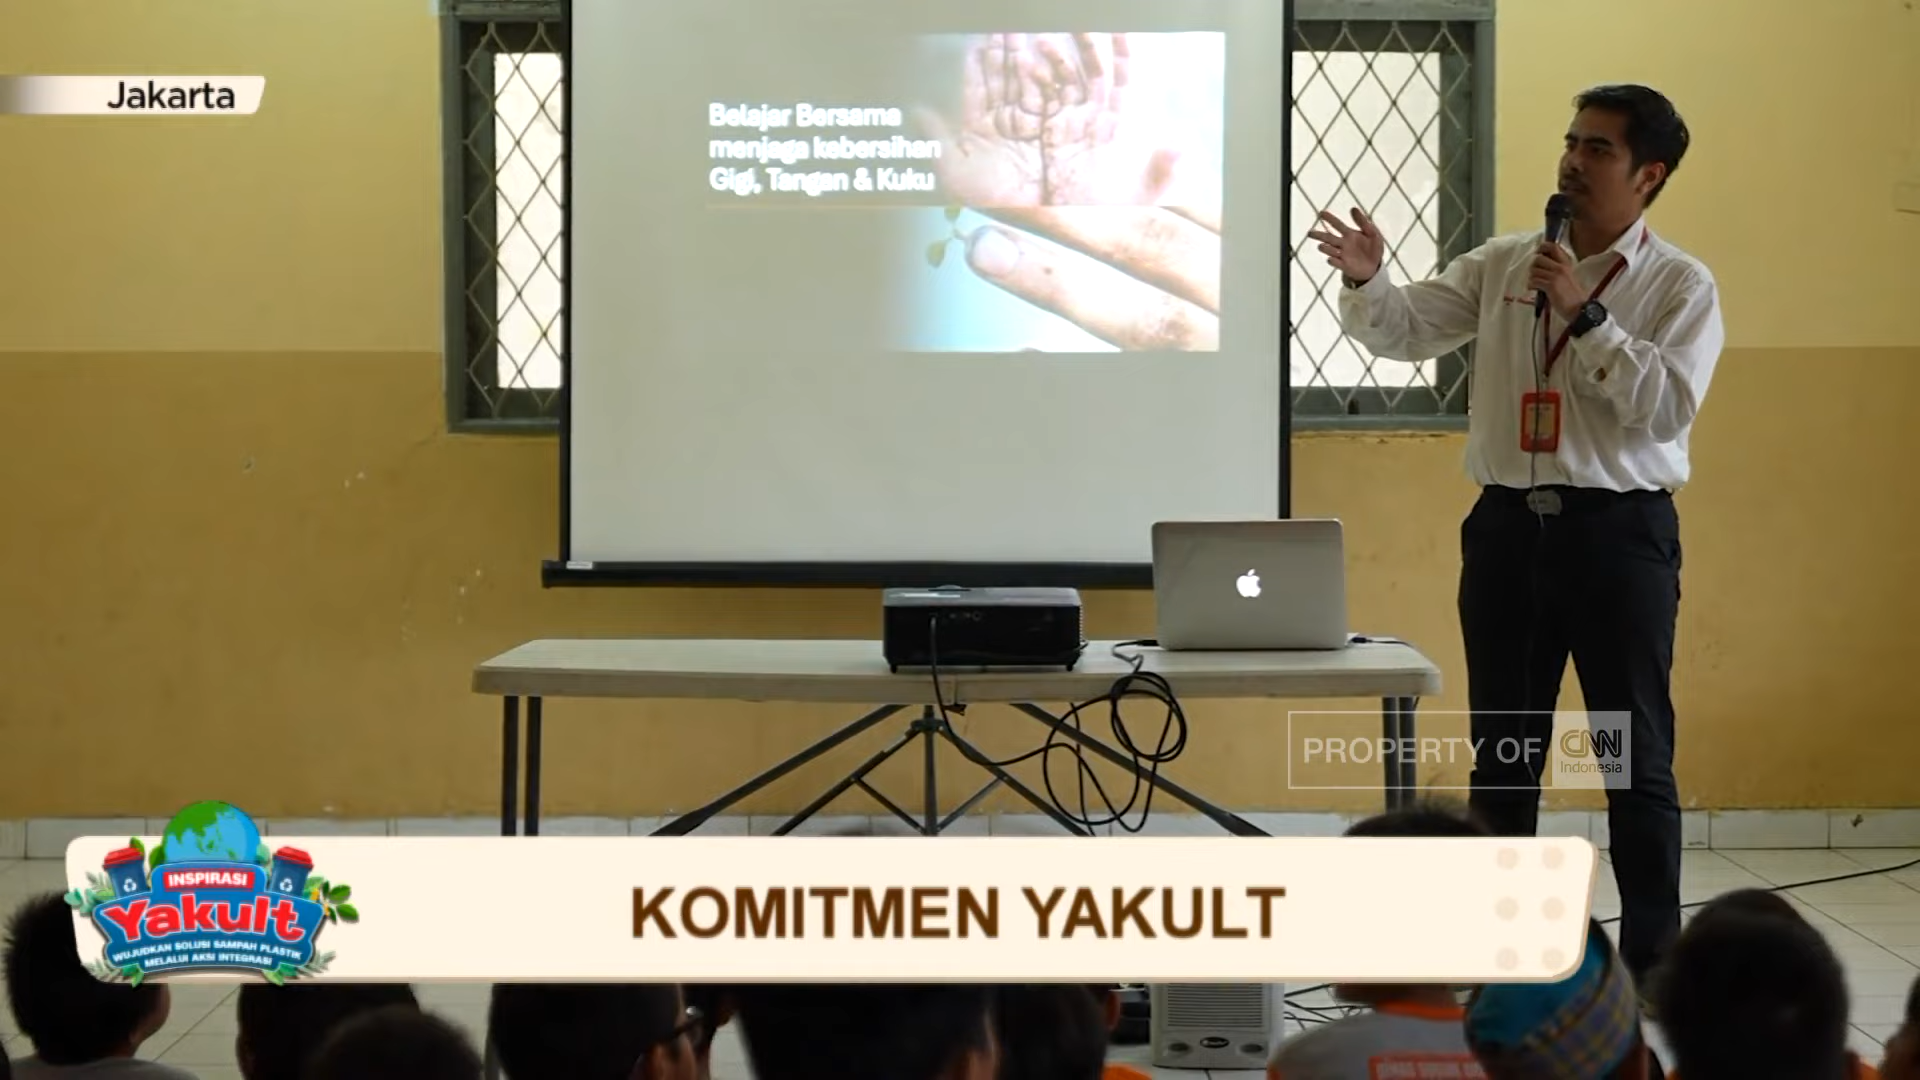 Jakarta
Belajar Bersama
menjaga kebersihan
Gigi, Tangan & Kuku
PROPERTY OF CNN Indonesia
INSPIRASI
Yakult
WUJUDKAN SOLUSI SAMPAH PLASTIK
MELALUI AKSI INTEGRASI
KOMITMEN YAKULT